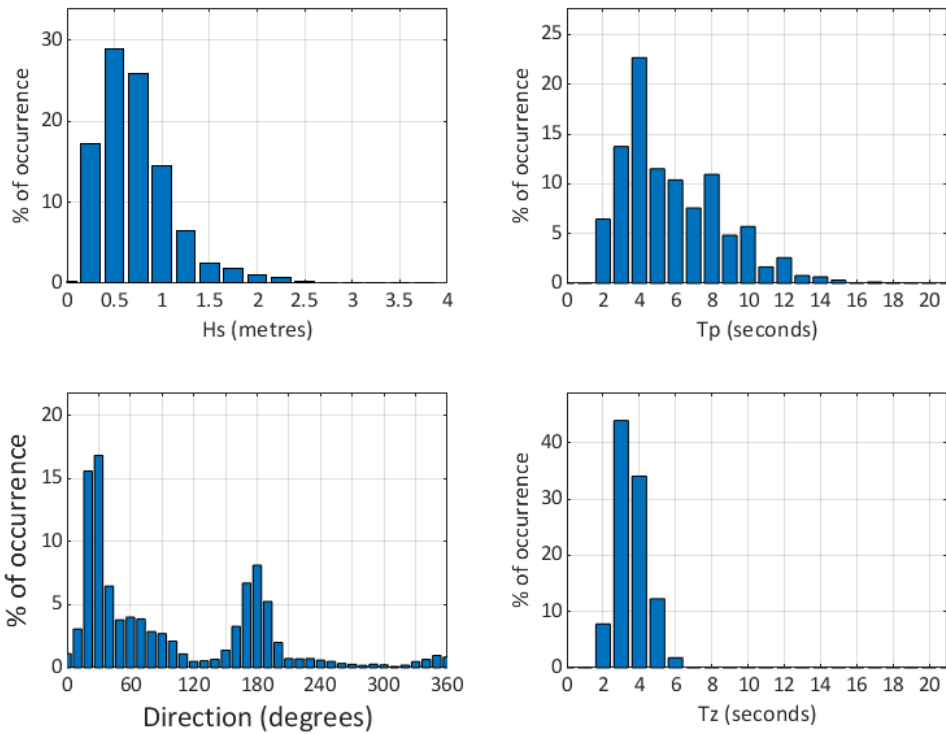 % of occurrence
30
20
10
0
0 0.5 1 1.5 2 2.5 3 3.5 4
Hs (metres)
% of occurrence
25
20
15
10
5
0
0 2 4 6 8 10 12 14 16 18 20
Tp (seconds)
% of occurrence
20
15
10
5
0
0 60 120 180 240 300 360
Direction (degrees)
% of occurrence
40
30
20
10
0
0 2 4 6 8 10 12 14 16 18 20
Tz (seconds)